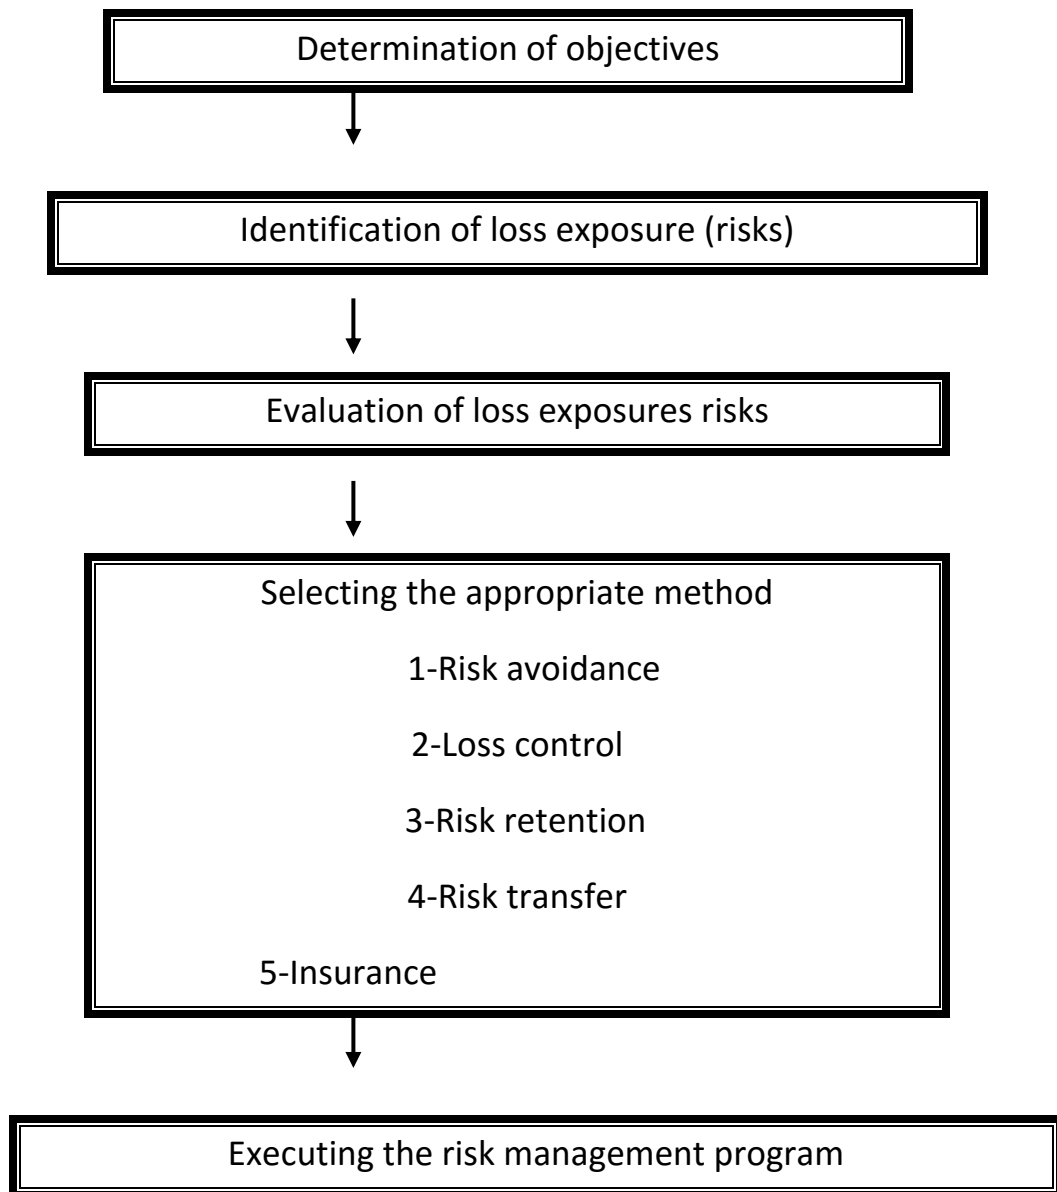 Determination of objectives
Identification of loss exposure (risks)
Evaluation of loss exposures risks
Selecting the appropriate method
1-Risk avoidance
2-Loss control
3-Risk retention
4-Risk transfer
5-Insurance
Executing the risk management program